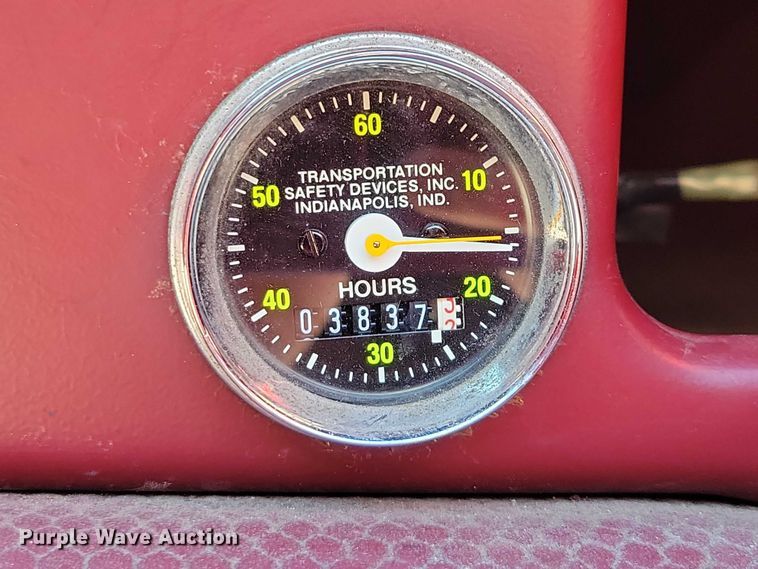 60
TRANSPORTATION
SAFETY DEVICES, INC.
INDIANAPOLIS, IND.
10
50
HOURS
20
40
03837
30
Purple Wave Auction